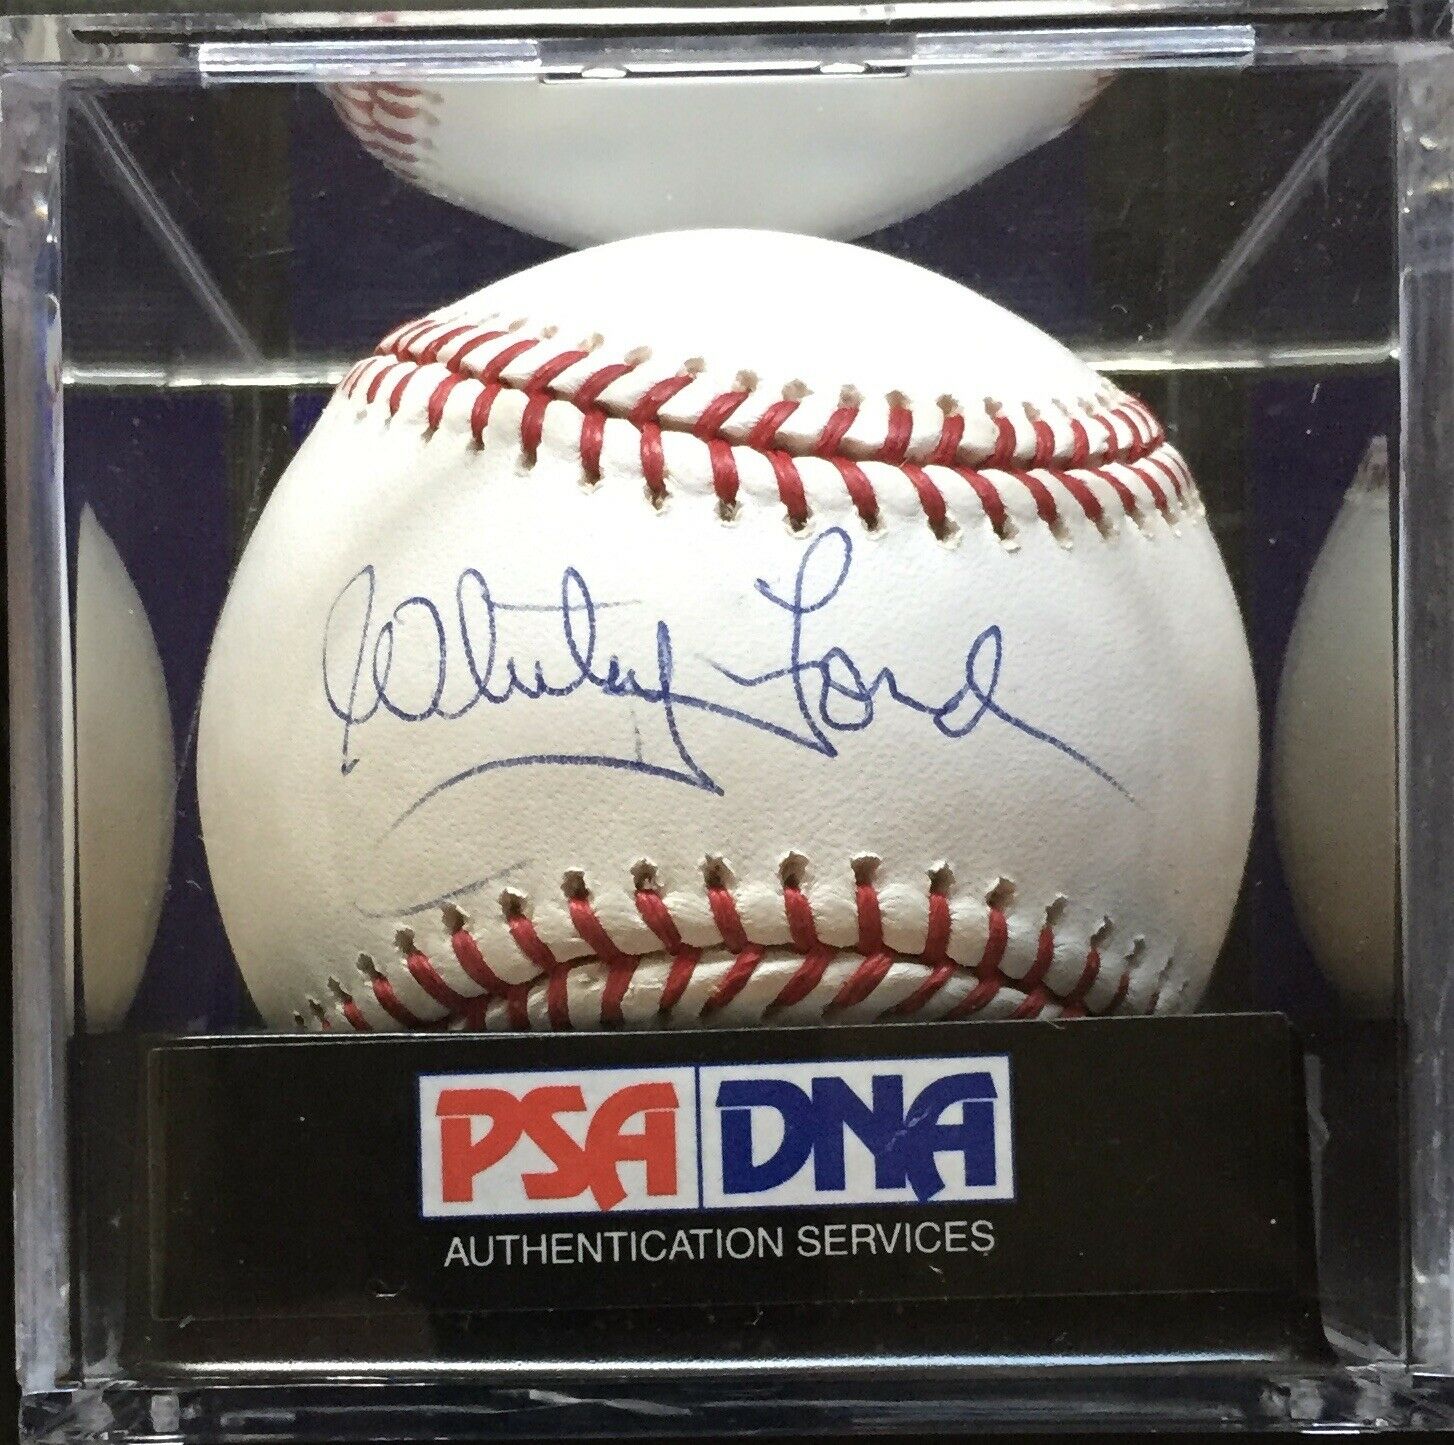 Whitey Ford
PSA DNA
AUTHENTICATION SERVICES